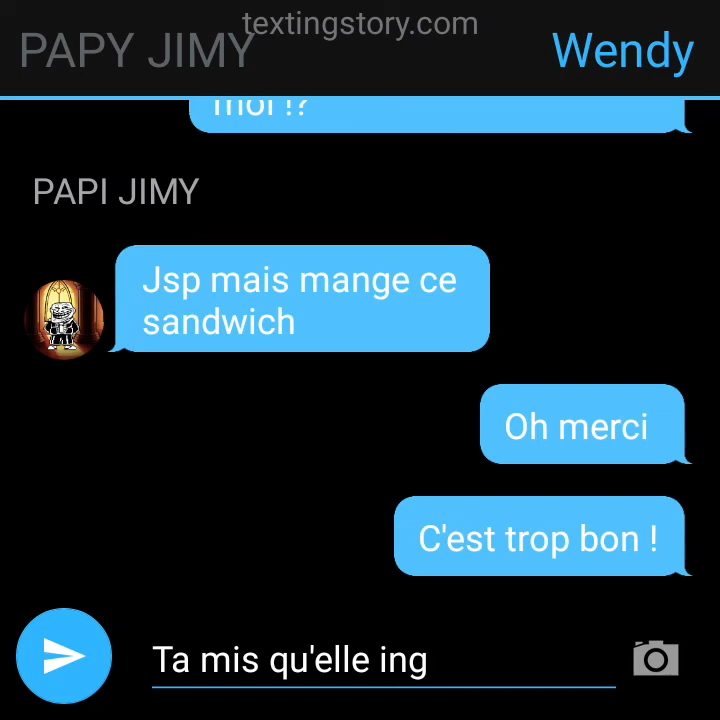 textingstory.com
PAPY JIMY
Wendy
moi !?
PAPI JIMY
Jsp mais mange ce
sandwich
Oh merci
C'est trop bon !
Ta mis qu'elle ing